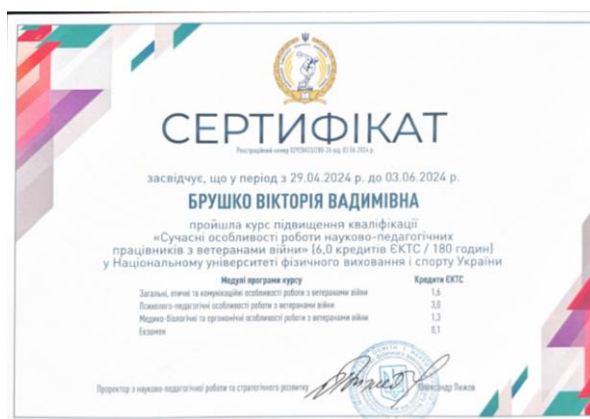 СЕРТИФІКАТ
засвідчує, що у період з 29.04.2024 р. до 03.06.2024 р.
БРУШКО ВІКТОРІЯ ВАДИМІВНА
пройшла курс підвищення кваліфікації
«Сучасні особливості роботи науково-педагогічних
працівників з ветеранами війни» (6,0 кредитів ЄКТС / 180 годин)
у Національному університеті фізичного виховання і спорту України
Модулі програми курсу Кредити ЄКТС
Загальні, етичні та комунікаційні особливості роботи з ветеранами війни 1,6
Психолого-педагогічні особливості роботи з ветеранами війни 3,0
Медико-біологічні та ергономічні особливості роботи з ветеранами війни 1,3
Екзамен 0,1
Проректор з науково-педагогічної роботи та стратегічного розвитку Олександр Пижов